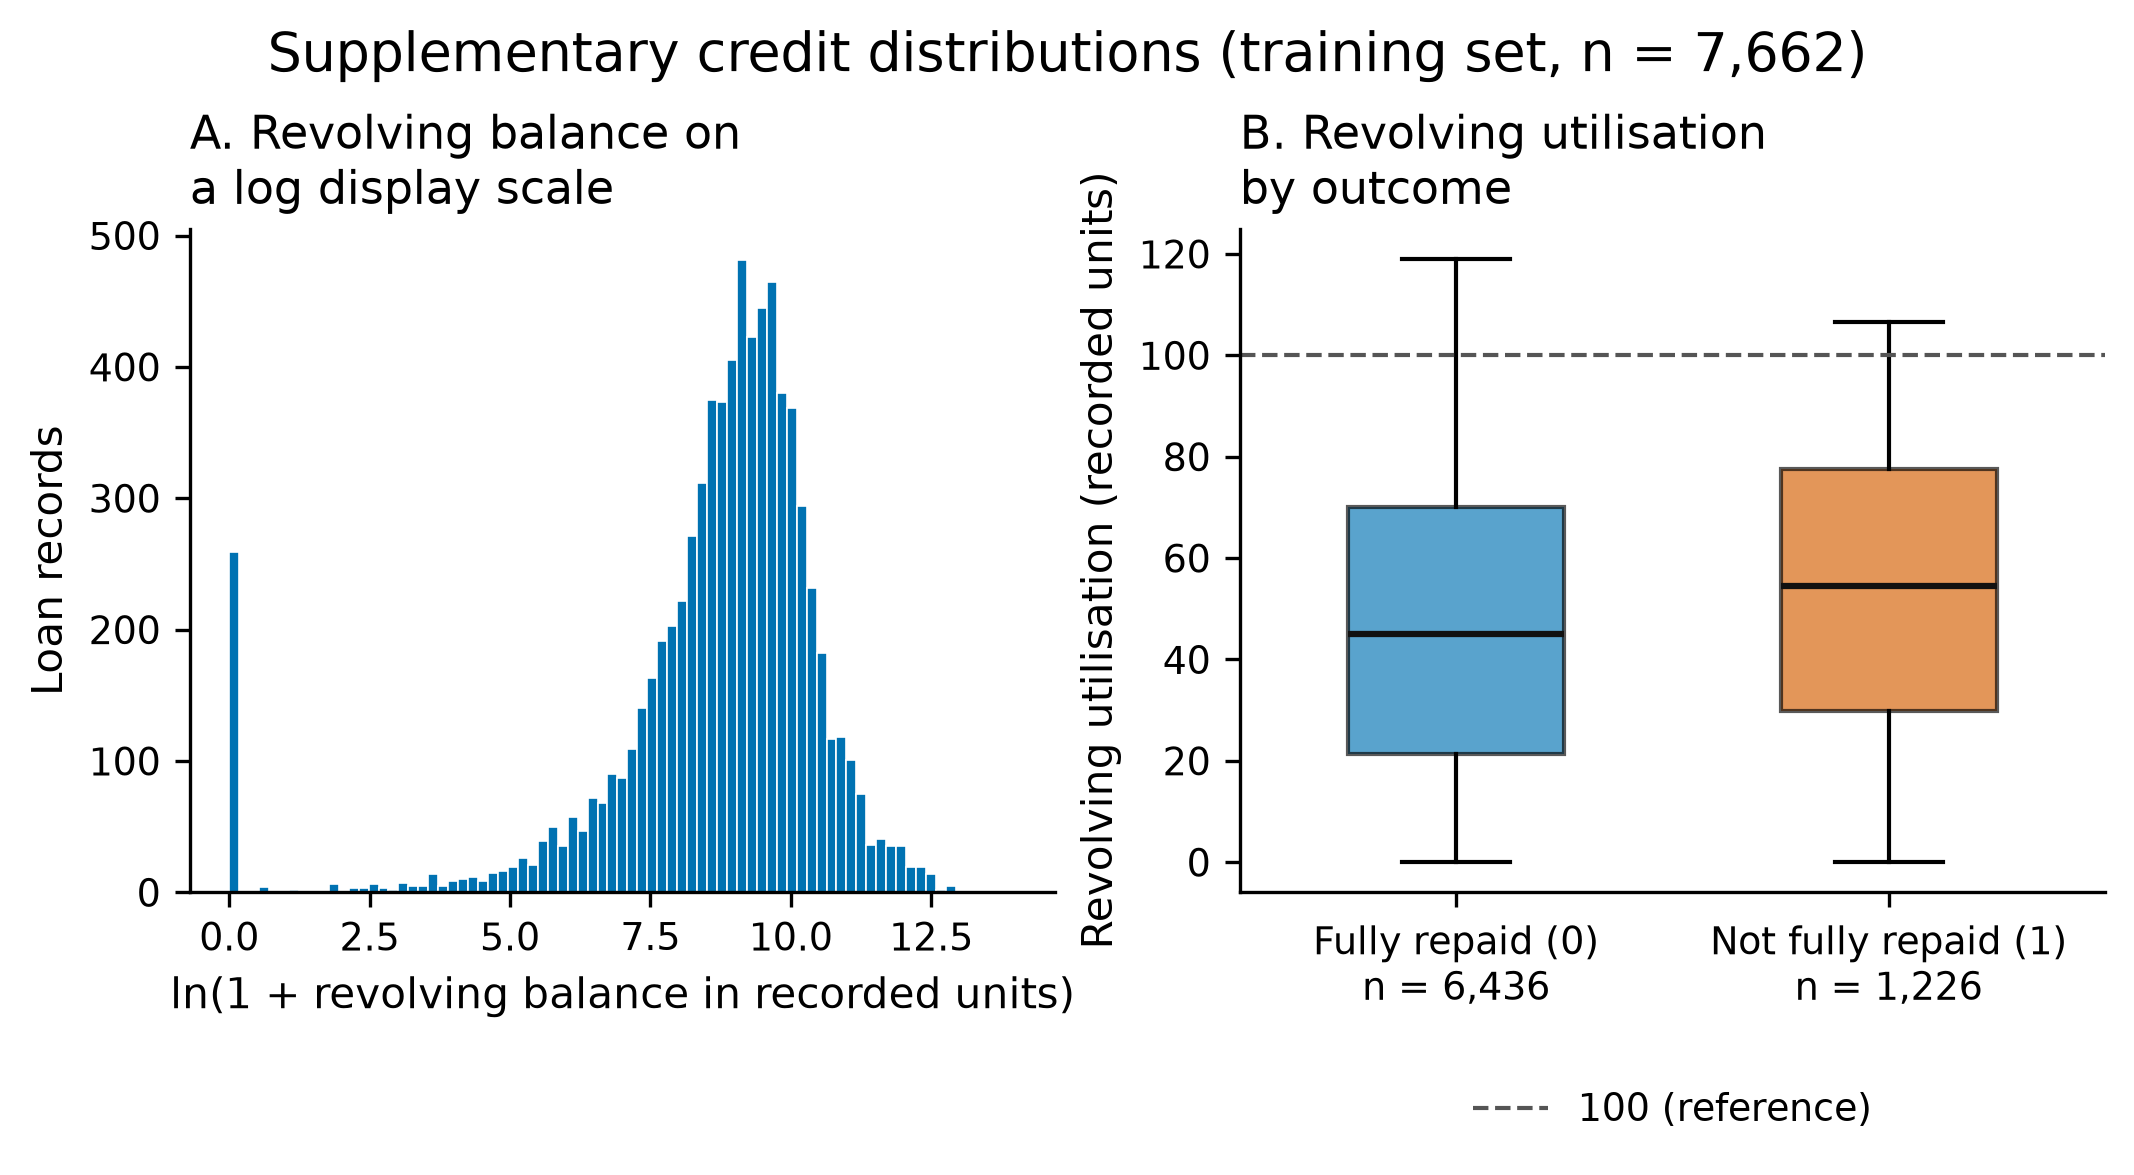 Supplementary credit distributions (training set, n = 7,662)
A. Revolving balance on
a log display scale
Loan records
500
400
300
200
100
0
0.0 2.5 5.0 7.5 10.0 12.5
ln(1 + revolving balance in recorded units)
B. Revolving utilisation
by outcome
Revolving utilisation (recorded units)
120
100
80
60
40
20
0
Fully repaid (0)
n = 6,436
Not fully repaid (1)
n = 1,226
100 (reference)